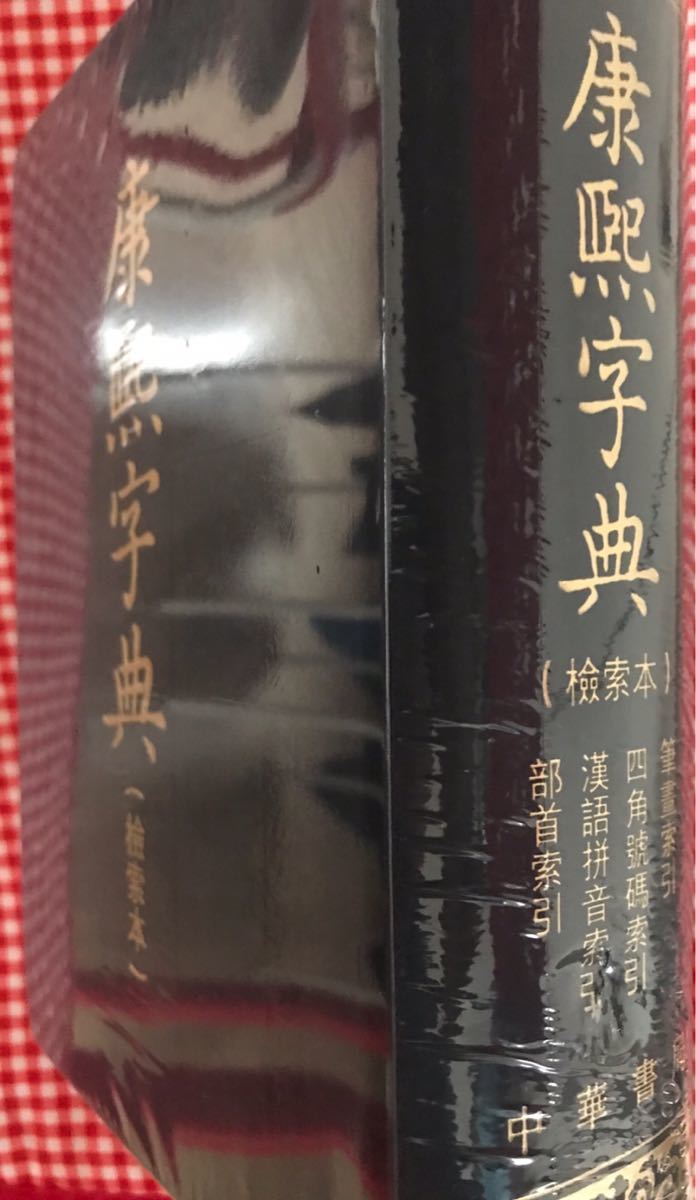 康熙字典
（檢索本）
筆畫索引
四角號碼索引
漢語拼音索引
部首索引
中華書局
康熙字典（檢索本）